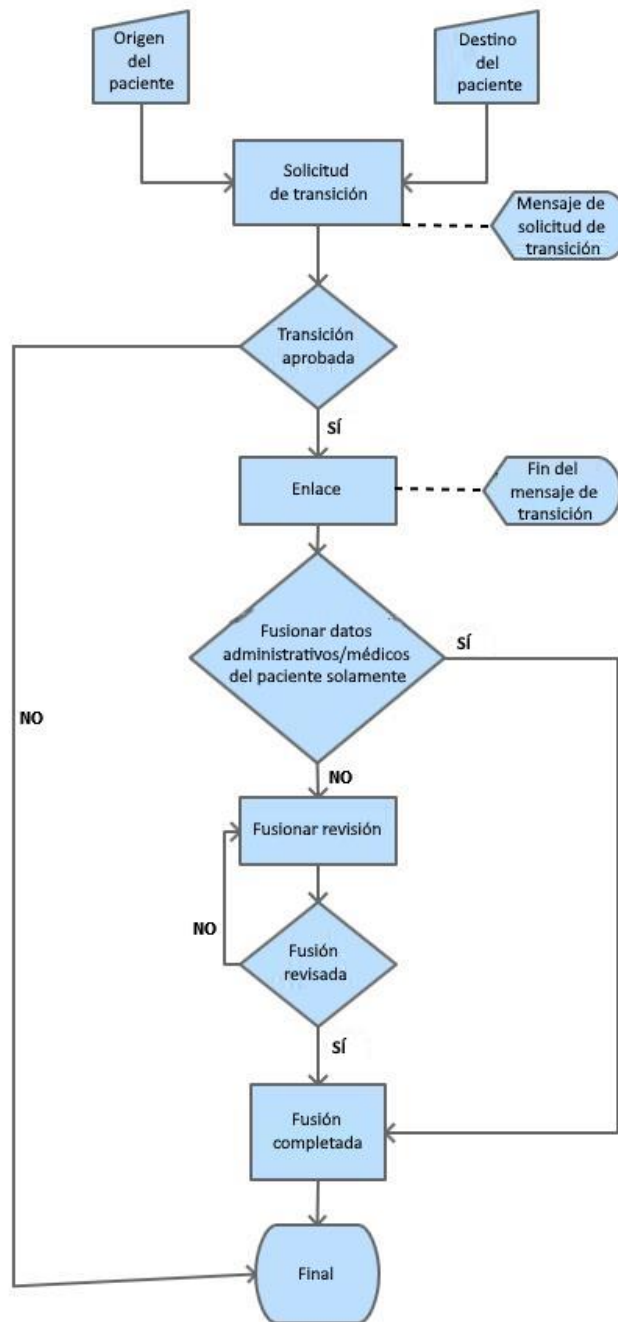 Origen
del
paciente
Destino
del
paciente
Solicitud
de transición
Mensaje de
solicitud de
transición
Transición
aprobada
SÍ
Enlace
Fin del
mensaje de
transición
Fusionar datos
administrativos/médicos
del paciente solamente
SÍ
NO
NO
Fusionar revisión
NO
Fusión
revisada
SÍ
Fusión
completada
Final